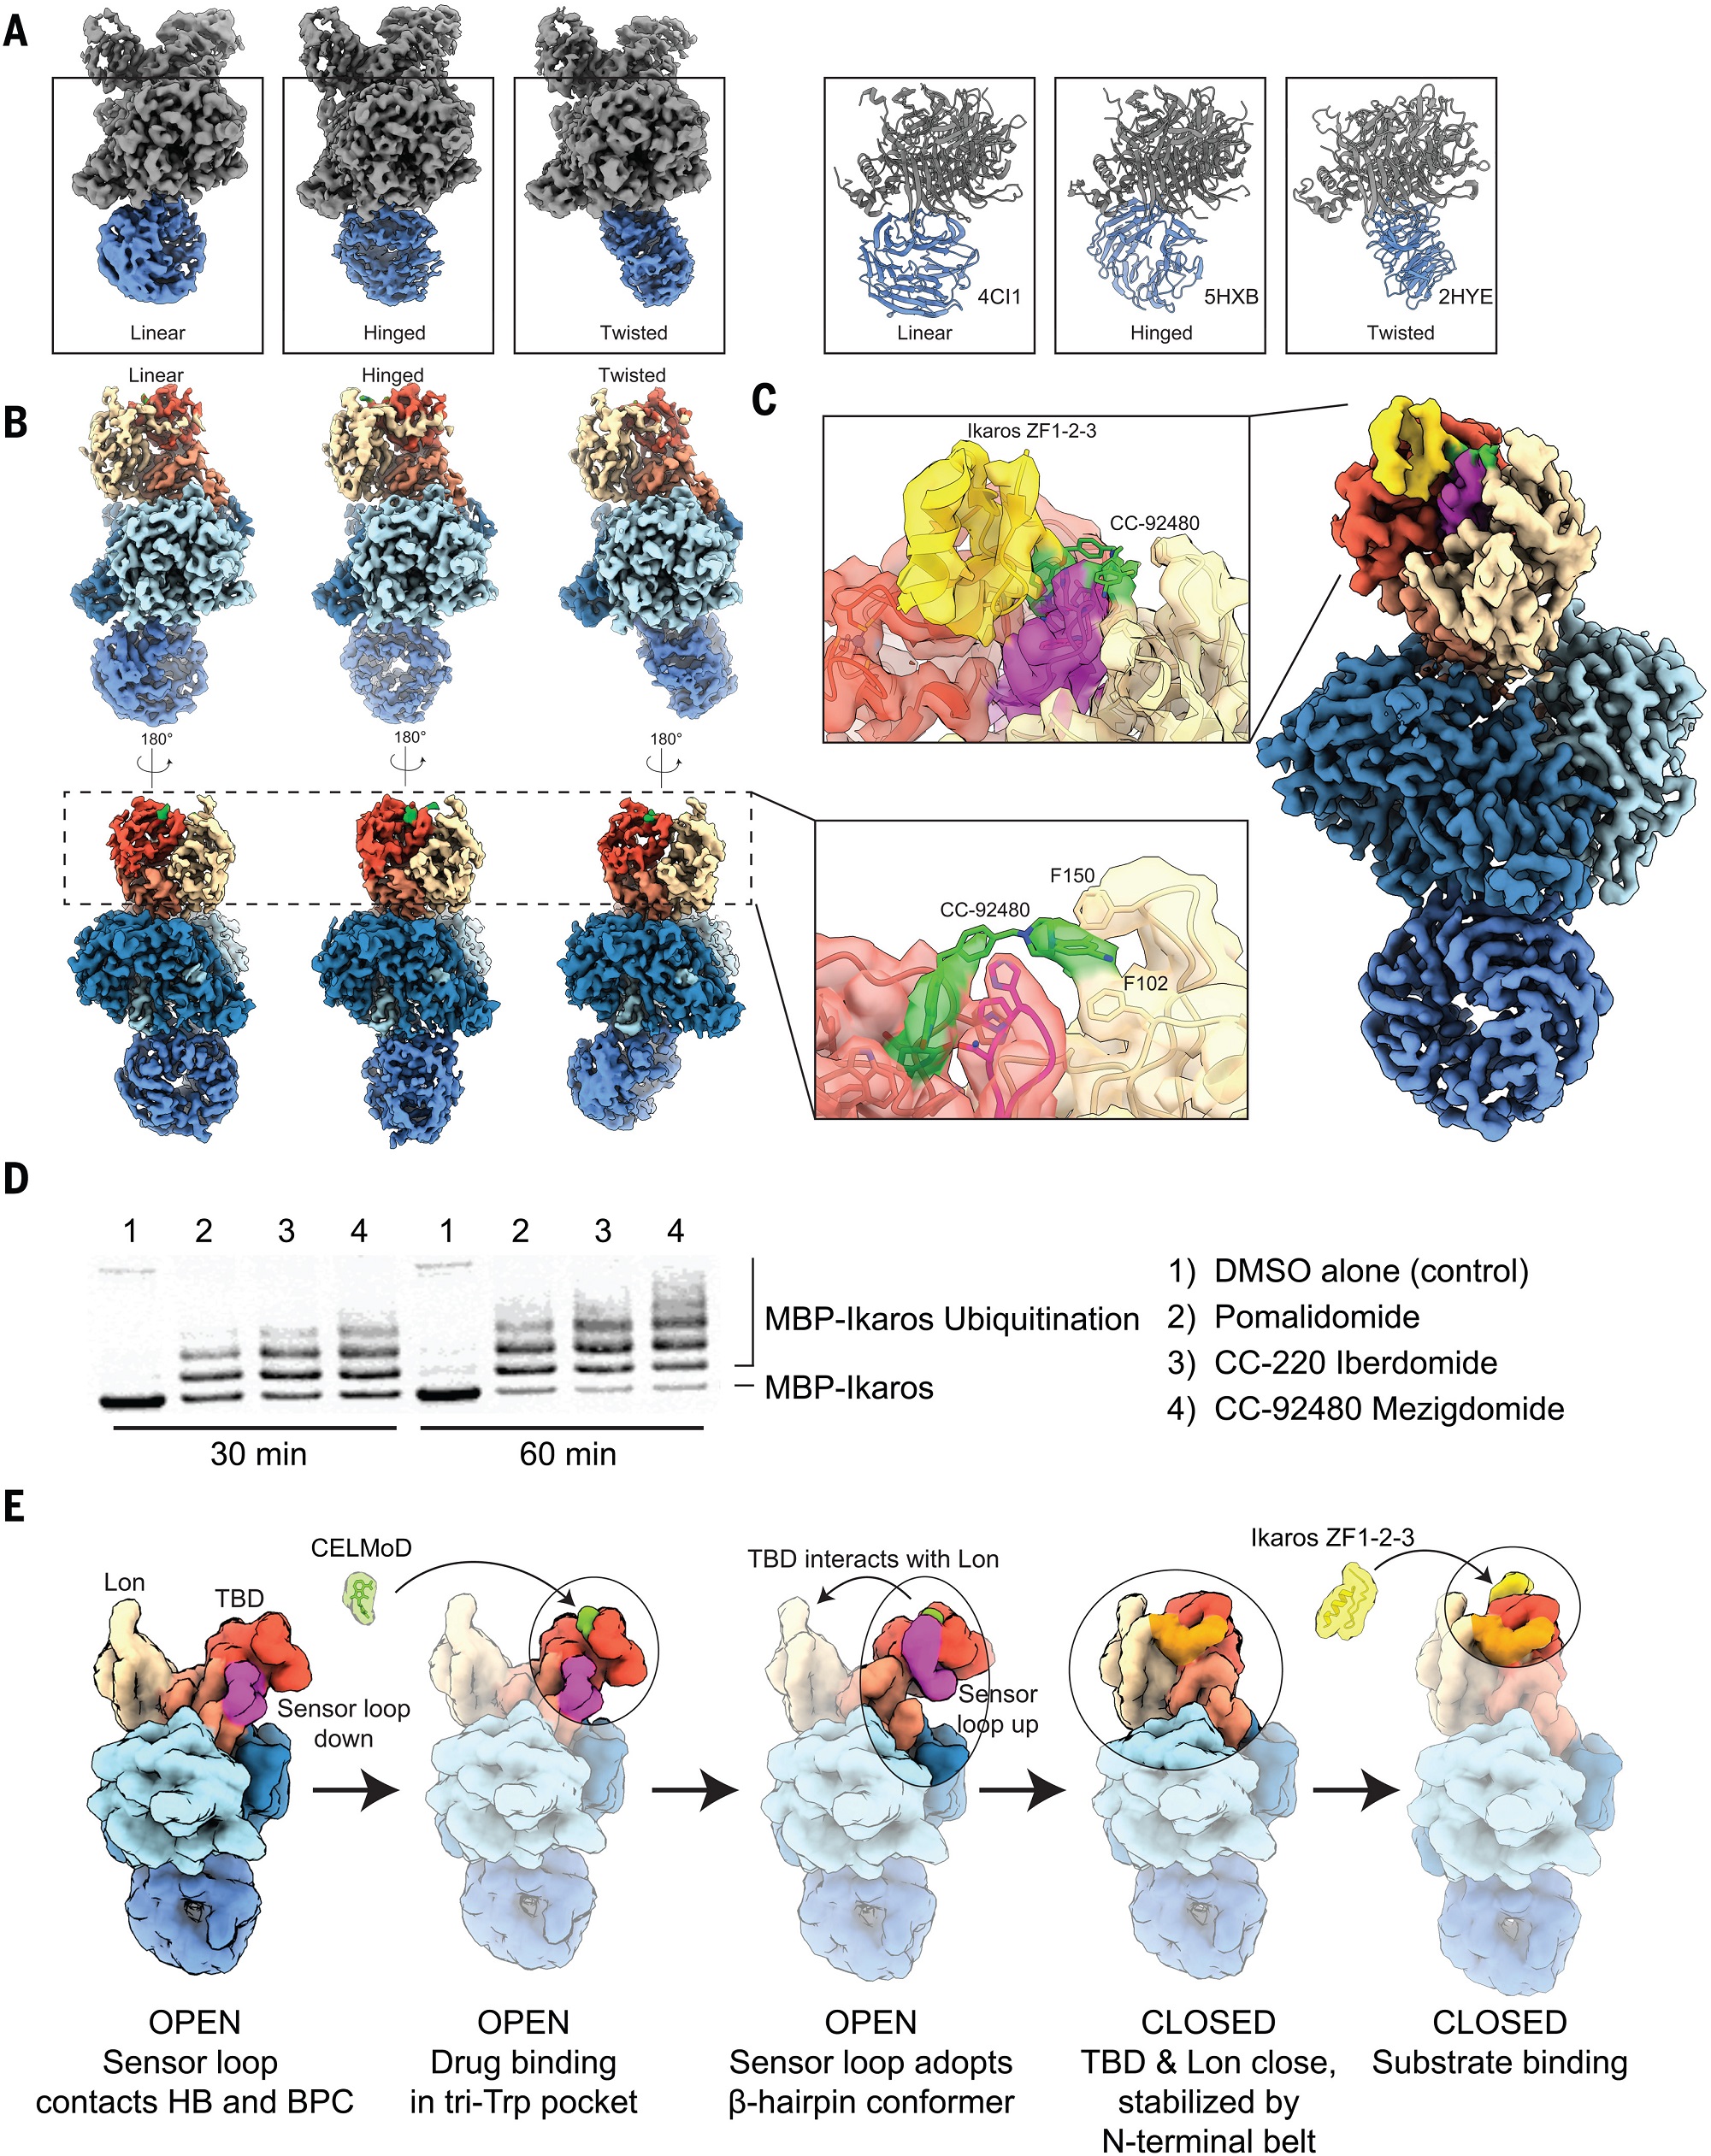 A
Linear
Hinged
Twisted
4CI1
Linear
5HXB
Hinged
2HYE
Twisted
B
Linear
Hinged
Twisted
180°
180°
180°
C
Ikaros ZF1-2-3
CC-92480
F150
CC-92480
F102
D
1 2 3 4 1 2 3 4
MBP-Ikaros Ubiquitination
MBP-Ikaros
30 min
60 min
1) DMSO alone (control)
2) Pomalidomide
3) CC-220 Iberdomide
4) CC-92480 Mezigdomide
E
Lon
TBD
Sensor loop
down
CELMoD
TBD interacts with Lon
Sensor
loop up
Ikaros ZF1-2-3
OPEN
Sensor loop
contacts HB and BPC
OPEN
Drug binding
in tri-Trp pocket
OPEN
Sensor loop adopts
β-hairpin conformer
CLOSED
TBD & Lon close,
stabilized by
N-terminal belt
CLOSED
Substrate binding